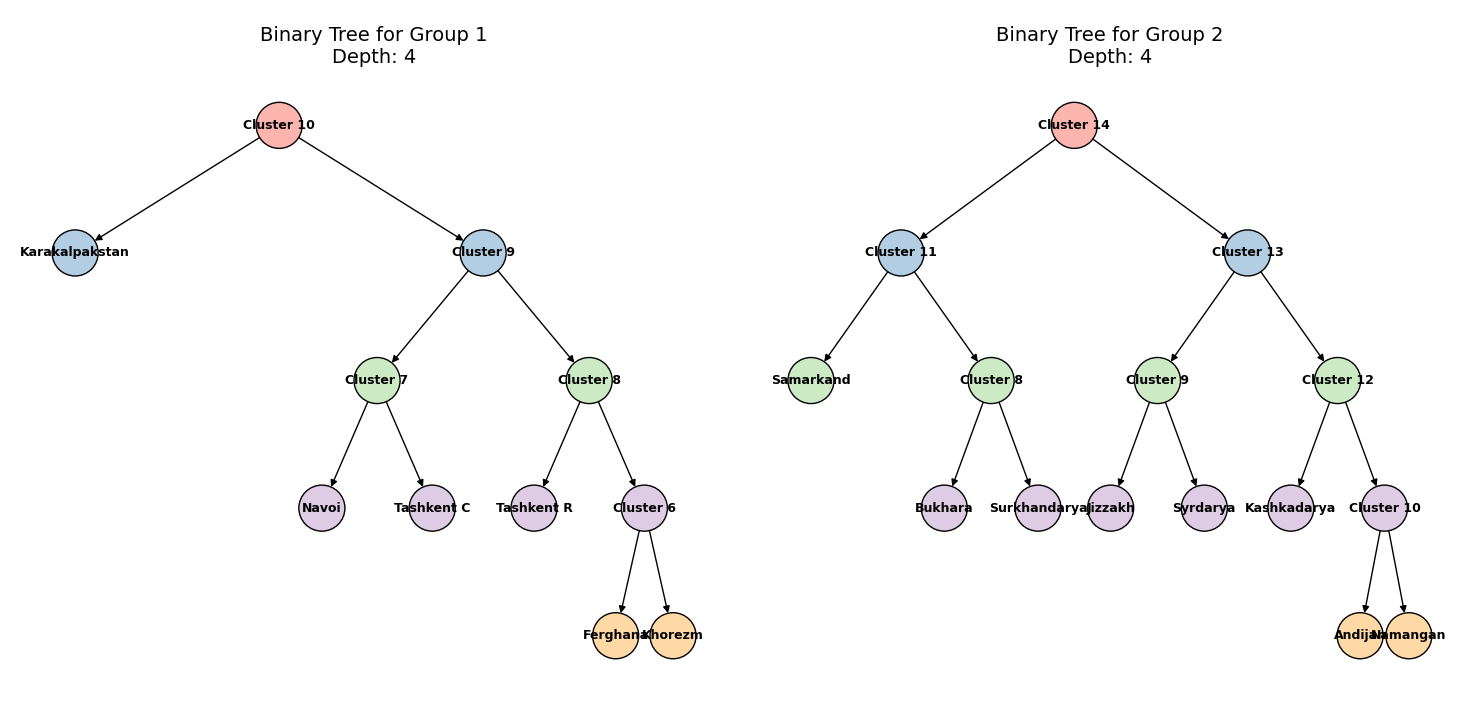 Binary Tree for Group 1
Depth: 4
Cluster 10
Karakalpakstan
Cluster 9
Cluster 7
Cluster 8
Navoi
Tashkent C
Tashkent R
Cluster 6
Ferghana
Khorezm
Binary Tree for Group 2
Depth: 4
Cluster 14
Cluster 11
Cluster 13
Samarkand
Cluster 8
Cluster 9
Cluster 12
Bukhara
Surkhandarya
Jizzakh
Syrdarya
Kashkadarya
Cluster 10
Andijan
Namangan